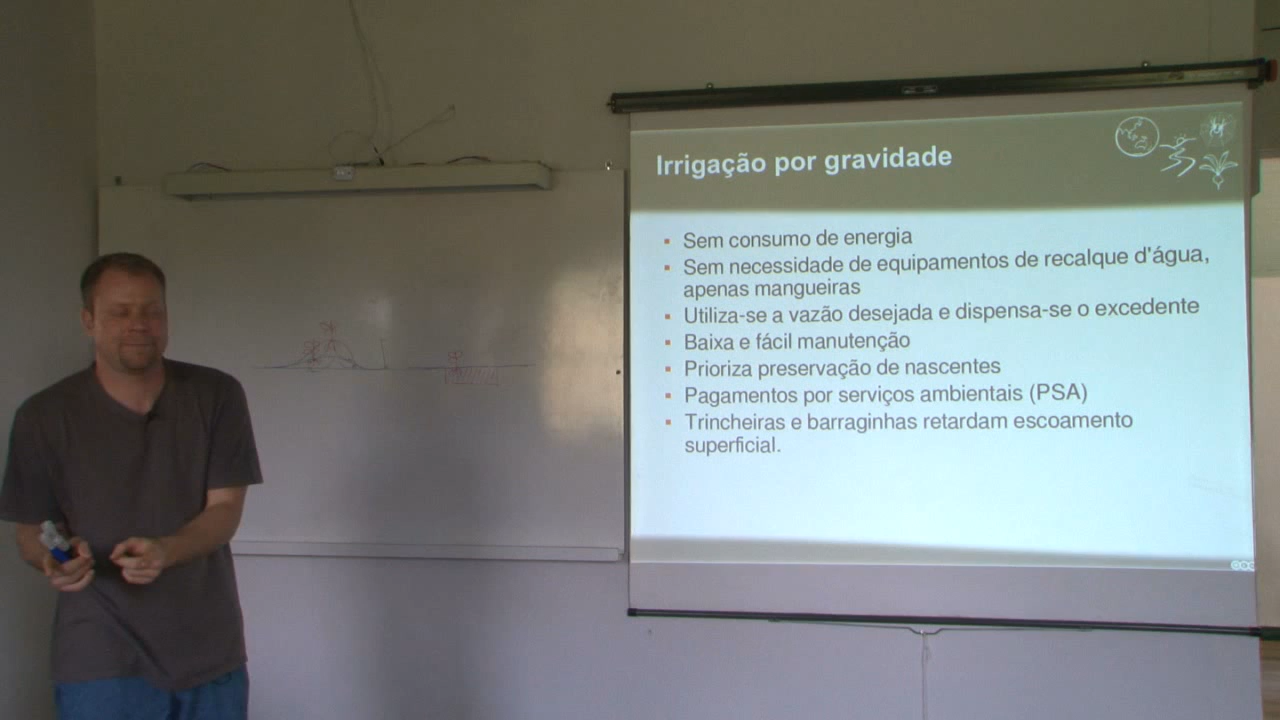 Irrigação por gravidade
Sem consumo de energia
Sem necessidade de equipamentos de recalque d'água,
apenas mangueiras
Utiliza-se a vazão desejada e dispensa-se o excedente
Baixa e fácil manutenção
Prioriza preservação de nascentes
Pagamentos por serviços ambientais (PSA)
Trincheiras e barraginhas retardam escoamento
superficial.